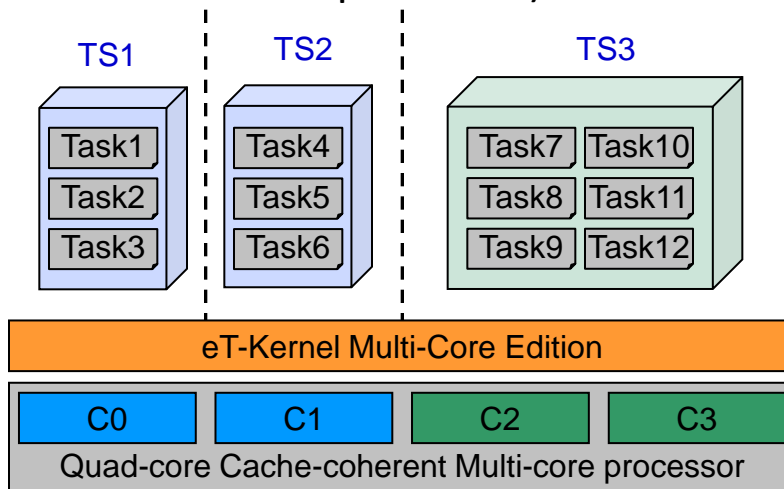 TS1 TS2 TS3
Task1 Task4 Task7 Task10
Task2 Task5 Task8 Task11
Task3 Task6 Task9 Task12
eT-Kernel Multi-Core Edition
C0 C1 C2 C3
Quad-core Cache-coherent Multi-core processor